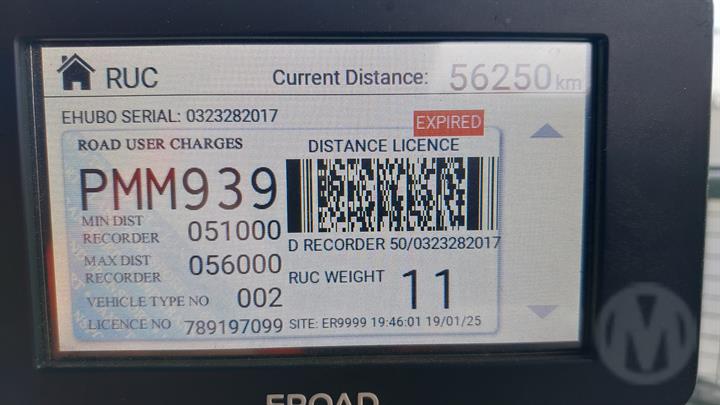 RUC Current Distance: 56250 km
EHUBO SERIAL: 0323282017
EXPIRED
ROAD USER CHARGES DISTANCE LICENCE
PMM939
MIN DIST
RECORDER 051000
D RECORDER 50/0323282017
MAX DIST
RECORDER 056000
RUC WEIGHT 11
VEHICLE TYPE NO 002
LICENCE NO 789197099 SITE: ER9999 19:46:01 19/01/25
EROAD
M